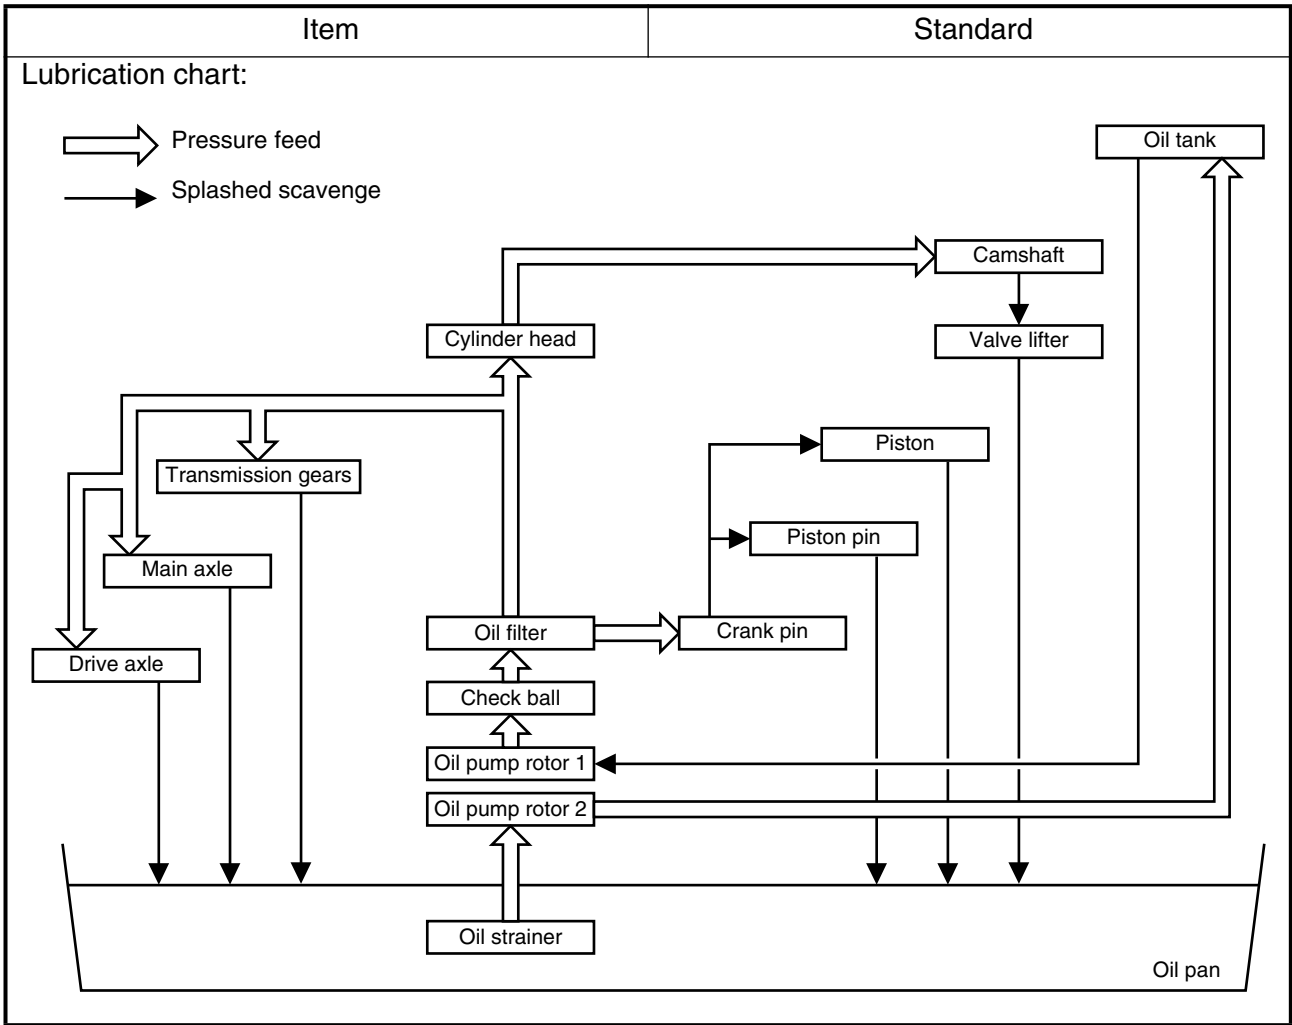 Item
Standard
Lubrication chart:
Pressure feed
Splashed scavenge
Oil tank
Camshaft
Cylinder head
Valve lifter
Piston
Transmission gears
Piston pin
Main axle
Oil filter
Crank pin
Drive axle
Check ball
Oil pump rotor 1
Oil pump rotor 2
Oil strainer
Oil pan